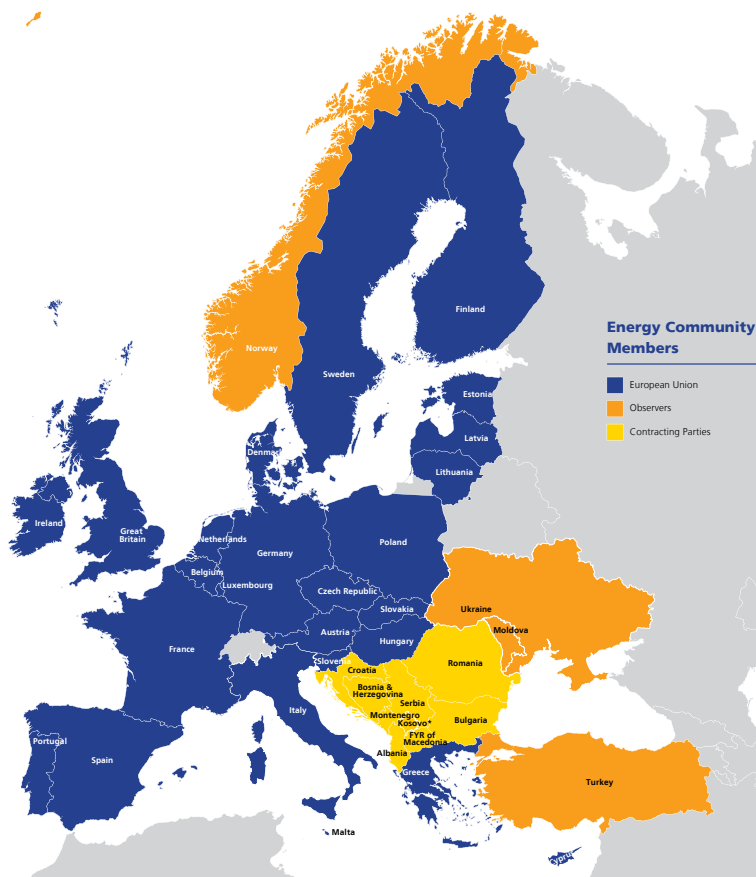 Energy Community
Members
European Union
Observers
Contracting Parties
Norway
Finland
Sweden
Estonia
Latvia
Lithuania
Denmar
Ireland
Great
Britain
Netherlands
Belgium
Luxembourg
Germany
Poland
Czech Republic
Slovakia
Austria
Hungary
Ukraine
Moldova
France
Slovenia
Croatia
Romania
Bosnia &
Herzegovina
Serbia
Montenegro
Kosovo*
Bulgaria
Italy
FYR of
Macedonia
Albania
Portugal
Spain
Greece
Turkey
Malta
Cyprus